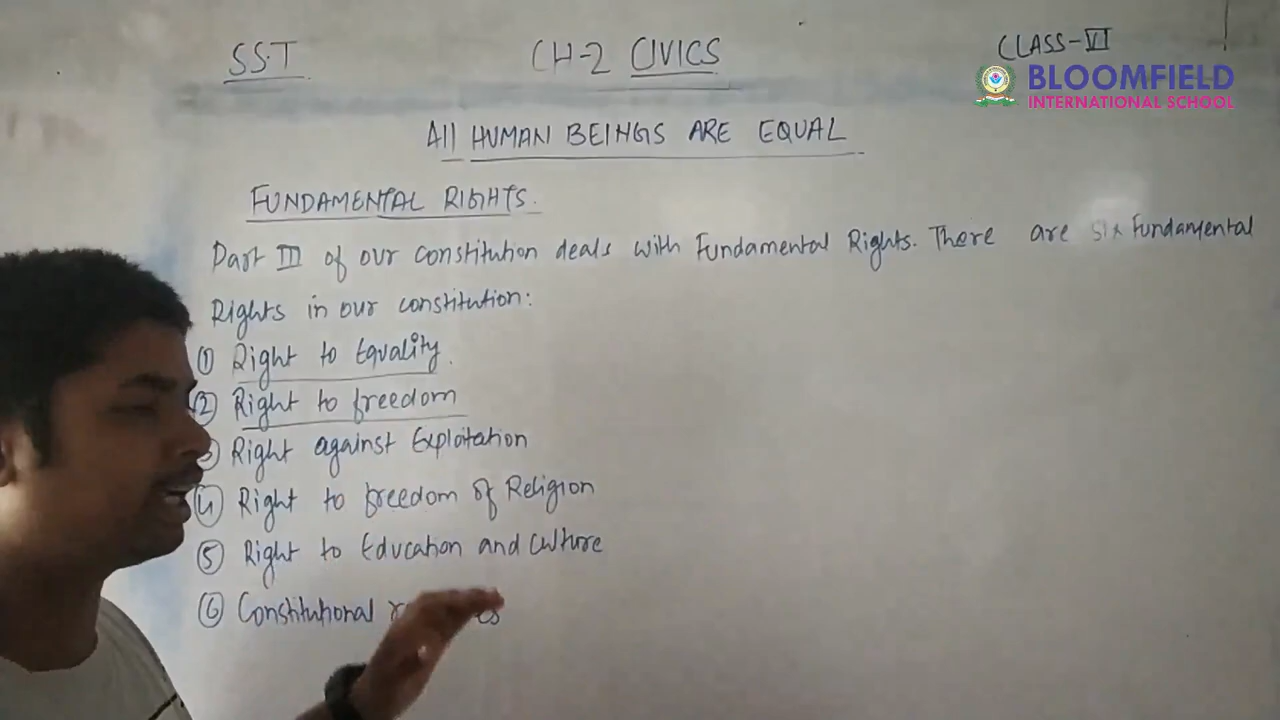 SST
CH-2 CIVICS
CLASS-VI
BLOOMFIELD
INTERNATIONAL SCHOOL
All HUMAN BEINGS ARE EQUAL
FUNDAMENTAL RIGHTS.
Part III of our constitution deals with Fundamental Rights. There are six Fundamental
Rights in our constitution:
① Right to Equality.
② Right to freedom
③ Right against Exploitation
④ Right to freedom of Religion
⑤ Right to Education and Culture
⑥ Constitutional